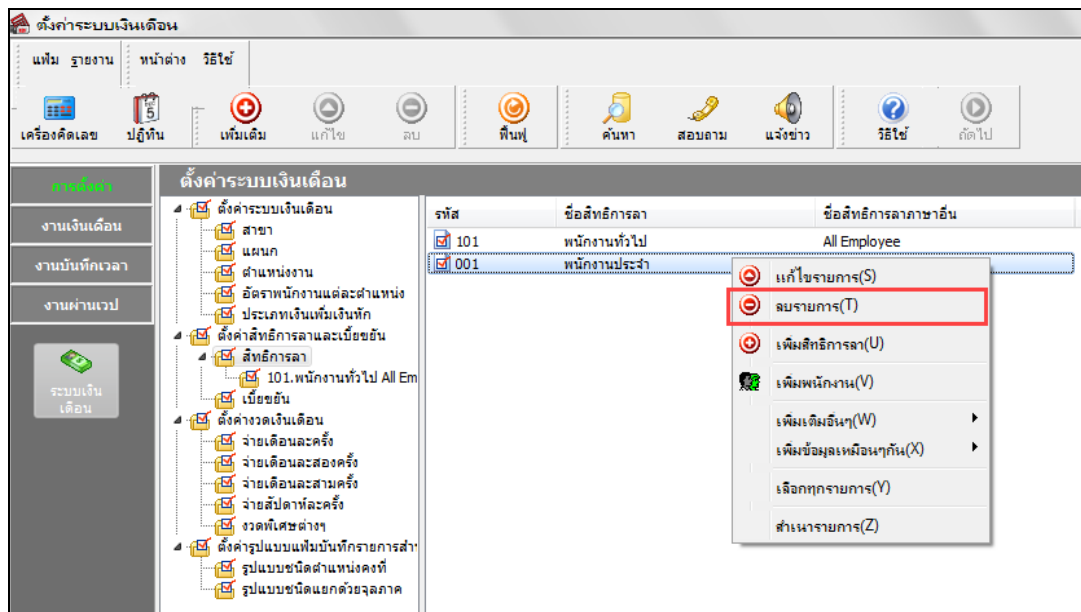 ตั้งค่าระบบเงินเดือน
แฟ้ม รายงาน หน้าต่าง วิธีใช้
เครื่องคิดเลข ปฏิทิน เพิ่มเติม แก้ไข ลบ ฟื้นฟู ค้นหา สอบถาม แจ้งข่าว วิธีใช้ ถัดไป
การตั้งค่า
งานเงินเดือน
งานบันทึกเวลา
งานผ่านเวป
ระบบเงิน
เดือน
ตั้งค่าระบบเงินเดือน
ตั้งค่าระบบเงินเดือน
สาขา
แผนก
ตำแหน่งงาน
อัตราพนักงานแต่ละตำแหน่ง
ประเภทเงินเพิ่มเงินหัก
ตั้งค่าสิทธิการลาและเบี้ยขยัน
สิทธิการลา
101.พนักงานทั่วไป All Em
เบี้ยขยัน
ตั้งค่างวดเงินเดือน
จ่ายเดือนละครั้ง
จ่ายเดือนละสองครั้ง
จ่ายเดือนละสามครั้ง
จ่ายสัปดาห์ละครั้ง
งวดพิเศษต่างๆ
ตั้งค่ารูปแบบแฟ้มบันทึกรายการสำ
รูปแบบชนิดตำแหน่งคงที่
รูปแบบชนิดแยกด้วยจุลภาค
รหัส ชื่อสิทธิการลา ชื่อสิทธิการลาภาษาอื่น
101 พนักงานทั่วไป All Employee
001 พนักงานประจำ
แก้ไขรายการ(S)
ลบรายการ(T)
เพิ่มสิทธิการลา(U)
เพิ่มพนักงาน(V)
เพิ่มเติมอื่นๆ(W)
เพิ่มข้อมูลเหมือนๆกัน(X)
เลือกทุกรายการ(Y)
สำเนารายการ(Z)